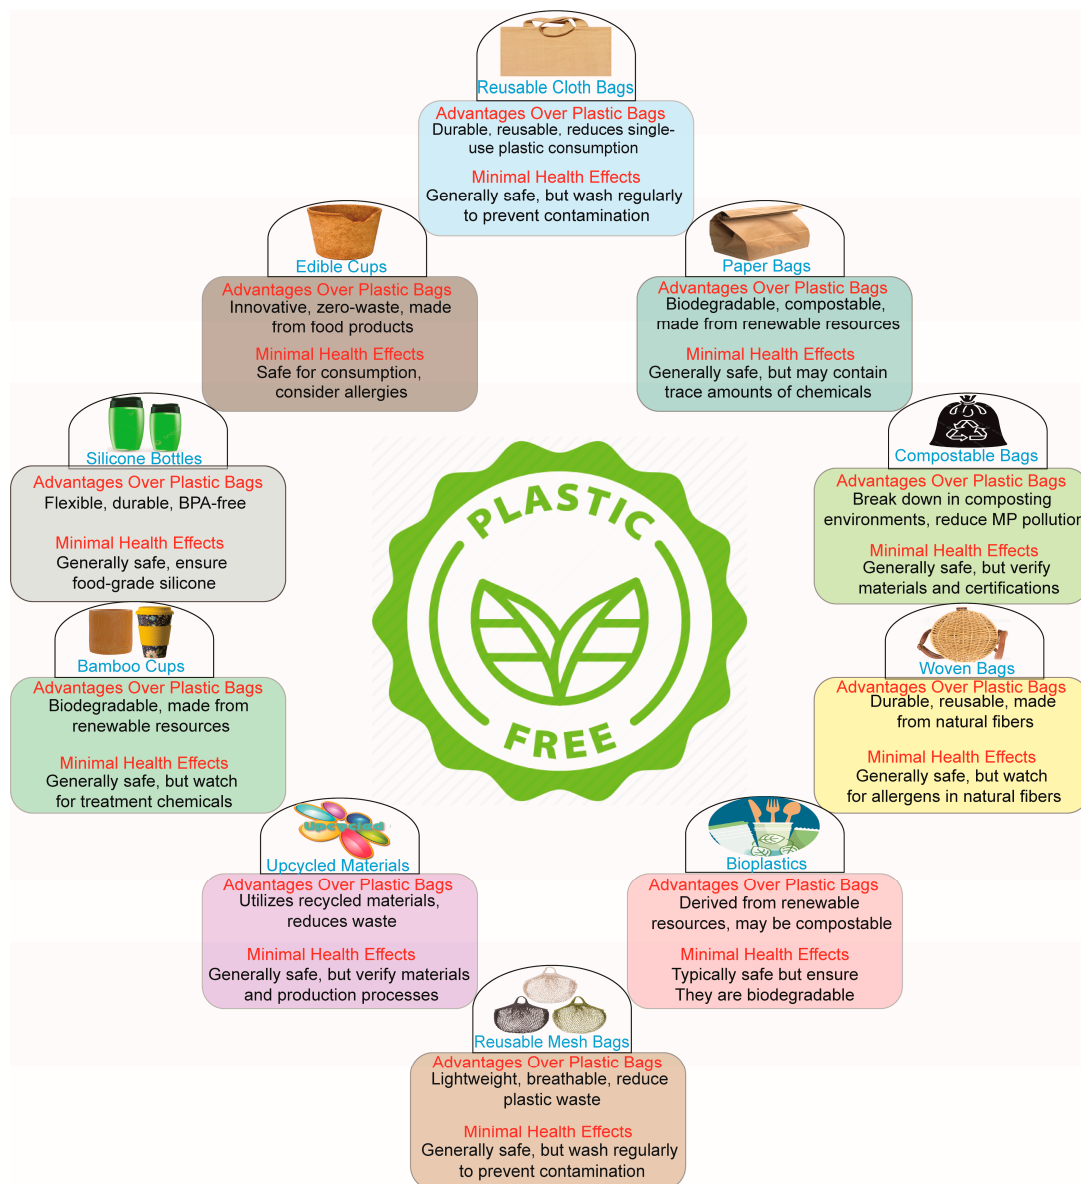 Reusable Cloth Bags
Advantages Over Plastic Bags
Durable, reusable, reduces single-
use plastic consumption
Minimal Health Effects
Generally safe, but wash regularly
to prevent contamination
Edible Cups
Advantages Over Plastic Bags
Innovative, zero-waste, made
from food products
Minimal Health Effects
Safe for consumption,
consider allergies
Paper Bags
Advantages Over Plastic Bags
Biodegradable, compostable,
made from renewable resources
Minimal Health Effects
Generally safe, but may contain
trace amounts of chemicals
Silicone Bottles
Advantages Over Plastic Bags
Flexible, durable, BPA-free
Minimal Health Effects
Generally safe, ensure
food-grade silicone
Compostable Bags
Advantages Over Plastic Bags
Break down in composting
environments, reduce MP pollution
Minimal Health Effects
Generally safe, but verify
materials and certifications
PLASTIC
FREE
Bamboo Cups
Advantages Over Plastic Bags
Biodegradable, made from
renewable resources
Minimal Health Effects
Generally safe, but watch
for treatment chemicals
Woven Bags
Advantages Over Plastic Bags
Durable, reusable, made
from natural fibers
Minimal Health Effects
Generally safe, but watch
for allergens in natural fibers
Upcycled
Upcycled Materials
Advantages Over Plastic Bags
Utilizes recycled materials,
reduces waste
Minimal Health Effects
Generally safe, but verify materials
and production processes
Bioplastics
Advantages Over Plastic Bags
Derived from renewable
resources, may be compostable
Minimal Health Effects
Typically safe but ensure
They are biodegradable
Reusable Mesh Bags
Advantages Over Plastic Bags
Lightweight, breathable, reduce
plastic waste
Minimal Health Effects
Generally safe, but wash regularly
to prevent contamination